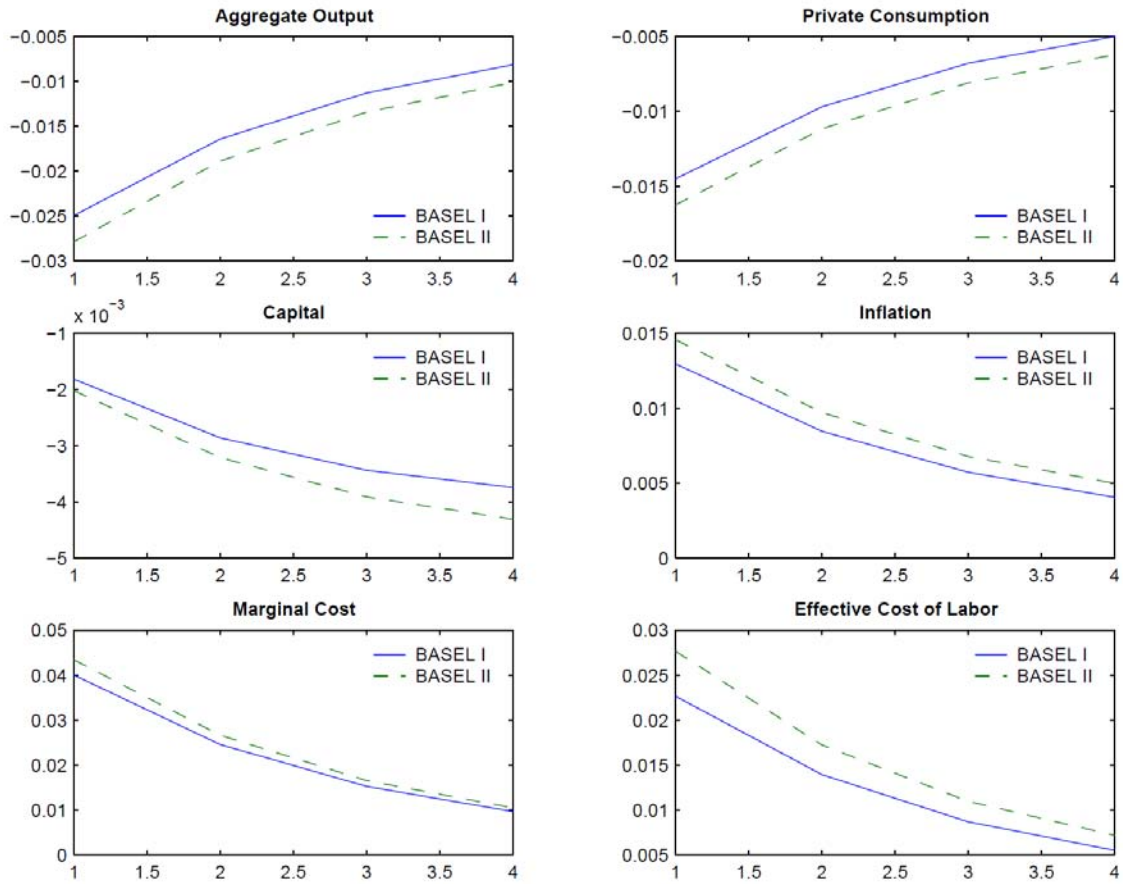 Aggregate Output
−0.005
−0.01
−0.015
−0.02
−0.025
−0.03
BASEL I
BASEL II
1 1.5 2 2.5 3 3.5 4
Private Consumption
−0.005
−0.01
−0.015
−0.02
BASEL I
BASEL II
1 1.5 2 2.5 3 3.5 4
Capital
x 10−3
−1
−2
−3
−4
−5
BASEL I
BASEL II
1 1.5 2 2.5 3 3.5 4
Inflation
0.015
0.01
0.005
0
BASEL I
BASEL II
1 1.5 2 2.5 3 3.5 4
Marginal Cost
0.05
0.04
0.03
0.02
0.01
0
BASEL I
BASEL II
1 1.5 2 2.5 3 3.5 4
Effective Cost of Labor
0.03
0.025
0.02
0.015
0.01
0.005
BASEL I
BASEL II
1 1.5 2 2.5 3 3.5 4